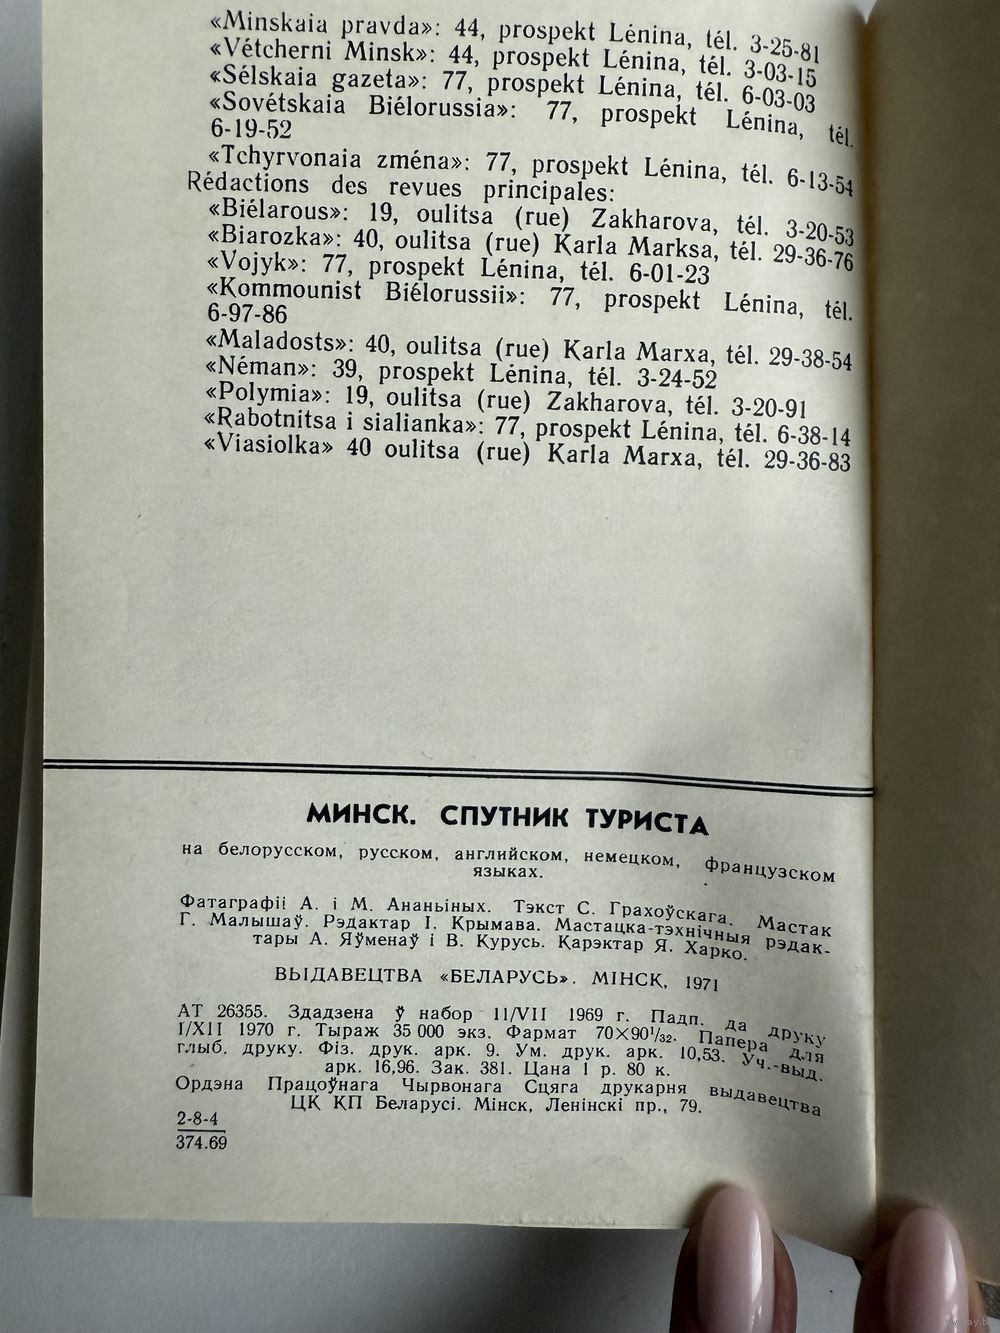 «Minskaia pravda»: 44, prospekt Lénina, tél. 3-25-81
«Vétcherni Minsk»: 44, prospekt Lénina, tél. 3-03-15
«Sélskaia gazeta»: 77, prospekt Lénina, tél. 6-03-03
«Sovétskaia Biélorussia»: 77, prospekt Lénina, tél.
6-19-52
«Tchyrvonaia zména»: 77, prospekt Lénina, tél. 6-13-54
Rédactions des revues principales:
«Biélarous»: 19, oulitsa (rue) Zakharova, tél. 3-20-53
«Biarozka»: 40, oulitsa (rue) Karla Marksa, tél. 29-36-76
«Vojyk»: 77, prospekt Lénina, tél. 6-01-23
«Kommounist Biélorussii»: 77, prospekt Lénina, tél.
6-97-86
«Maladosts»: 40, oulitsa (rue) Karla Marxa, tél. 29-38-54
«Néman»: 39, prospekt Lénina, tél. 3-24-52
«Polymia»: 19, oulitsa (rue) Zakharova, tél. 3-20-91
«Rabotnitsa i sialianka»: 77, prospekt Lénina, tél. 6-38-14
«Viasiolka» 40 oulitsa (rue) Karla Marxa, tél. 29-36-83
МИНСК. СПУТНИК ТУРИСТА
на белорусском, русском, английском, немецком, французском
языках.
Фатаграфіі А. і М. Ананьіных. Тэкст С. Грахоўскага. Мастак
Г. Малышаў. Рэдактар І. Крымава. Мастацка-тэхнічныя рэдак-
тары А. Яўменаў і В. Курусь. Карэктар Я. Харко.
ВЫДАВЕЦТВА «БЕЛАРУСЬ». МІНСК, 1971
АТ 26355. Здадзена ў набор 11/VII 1969 г. Падп. да друку
I/XII 1970 г. Тыраж 35 000 экз. Фармат 70×90¹/₃₂. Папера для
глыб. друку. Фіз. друк. арк. 9. Ум. друк. арк. 10,53. Уч.-выд.
арк. 16,96. Зак. 381. Цана 1 р. 80 к.
Ордэна Працоўнага Чырвонага Сцяга друкарня выдавецтва
ЦК КП Беларусі. Мінск, Ленінскі пр., 79.
2-8-4
374.69